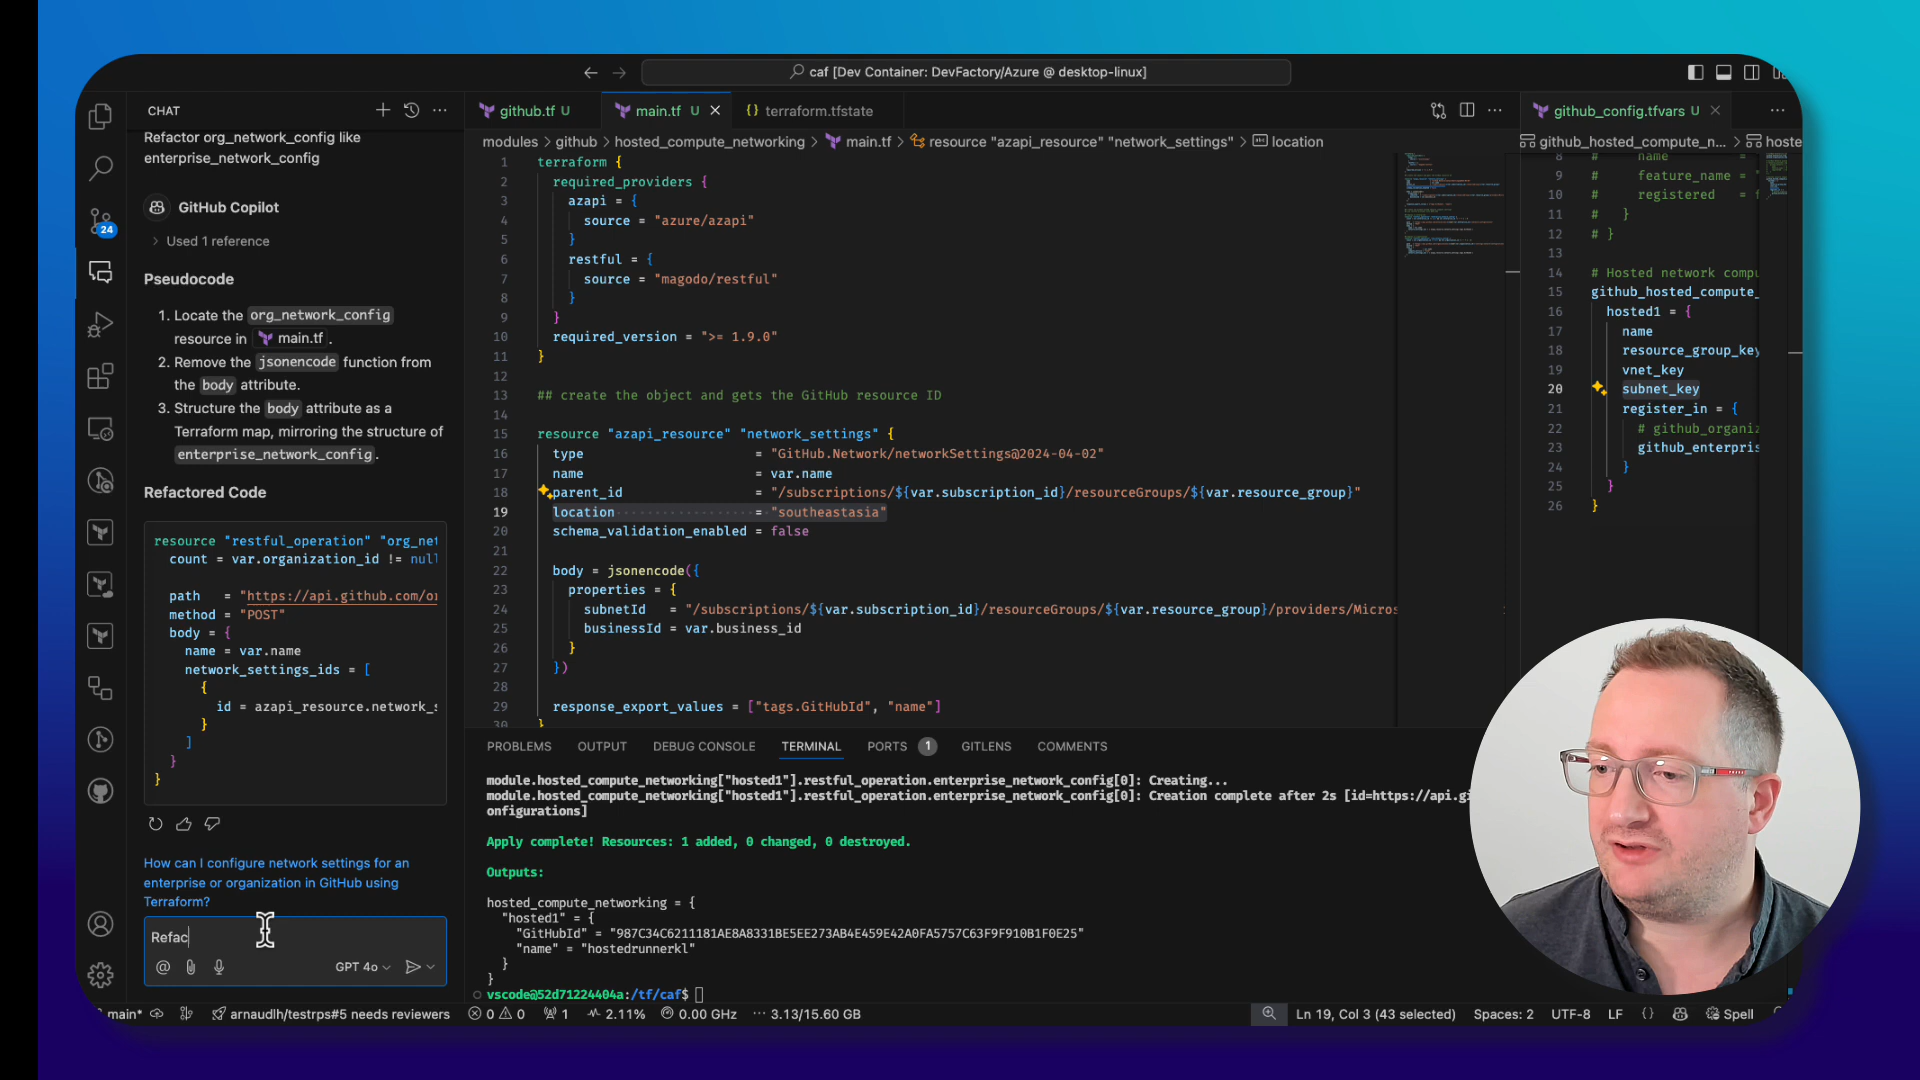 caf [Dev Container: DevFactory/Azure @ desktop-linux]
CHAT
Refactor org_network_config like
enterprise_network_config
GitHub Copilot
Used 1 reference
Pseudocode
1. Locate the org_network_config
resource in main.tf .
2. Remove the jsonencode function from
the body attribute.
3. Structure the body attribute as a
Terraform map, mirroring the structure of
enterprise_network_config.
Refactored Code
resource "restful_operation" "org_net
count = var.organization_id != null
path = "https://api.github.com/or
method = "POST"
body = {
name = var.name
network_settings_ids = [
{
id = azapi_resource.network_s
}
]
}
}
How can I configure network settings for an
enterprise or organization in GitHub using
Terraform?
Refac
GPT 4o
24
github.tf U
main.tf U
terraform.tfstate
modules > github > hosted_compute_networking > main.tf > resource "azapi_resource" "network_settings" > location
1 terraform {
2 required_providers {
3 azapi = {
4 source = "azure/azapi"
5 }
6 restful = {
7 source = "magodo/restful"
8 }
9 }
10 required_version = ">= 1.9.0"
11 }
12
13 ## create the object and gets the GitHub resource ID
14
15 resource "azapi_resource" "network_settings" {
16 type = "GitHub.Network/networkSettings@2024-04-02"
17 name = var.name
18 parent_id = "/subscriptions/${var.subscription_id}/resourceGroups/${var.resource_group}"
19 location = "southeastasia"
20 schema_validation_enabled = false
21
22 body = jsonencode({
23 properties = {
24 subnetId = "/subscriptions/${var.subscription_id}/resourceGroups/${var.resource_group}/providers/Micros
25 businessId = var.business_id
26 }
27 })
28
29 response_export_values = ["tags.GitHubId", "name"]
30 }
github_config.tfvars U
github_hosted_compute_n... > hoste
8 # name =
9 # feature_name = "
10 # registered = f
11 # }
12 # }
13
14 # Hosted network compu
15 github_hosted_compute_
16 hosted1 = {
17 name
18 resource_group_key
19 vnet_key
20 subnet_key
21 register_in = {
22 # github_organiz
23 github_enterpris
24 }
25 }
26 }
PROBLEMS OUTPUT DEBUG CONSOLE TERMINAL PORTS 1 GITLENS COMMENTS
module.hosted_compute_networking["hosted1"].restful_operation.enterprise_network_config[0]: Creating...
module.hosted_compute_networking["hosted1"].restful_operation.enterprise_network_config[0]: Creation complete after 2s [id=https://api.gi
onfigurations]
Apply complete! Resources: 1 added, 0 changed, 0 destroyed.
Outputs:
hosted_compute_networking = {
"hosted1" = {
"GitHubId" = "987C34C6211181AE8A8331BE5EE273AB4E459E42A0FA5757C63F9F910B1F0E25"
"name" = "hostedrunnerkl"
}
}
vscode@52d71224404a:/tf/caf$
main* arnaudlh/testrps#5 needs reviewers 0 0 1 2.11% 0.00 GHz 3.13/15.60 GB Ln 19, Col 3 (43 selected) Spaces: 2 UTF-8 LF {} Spell